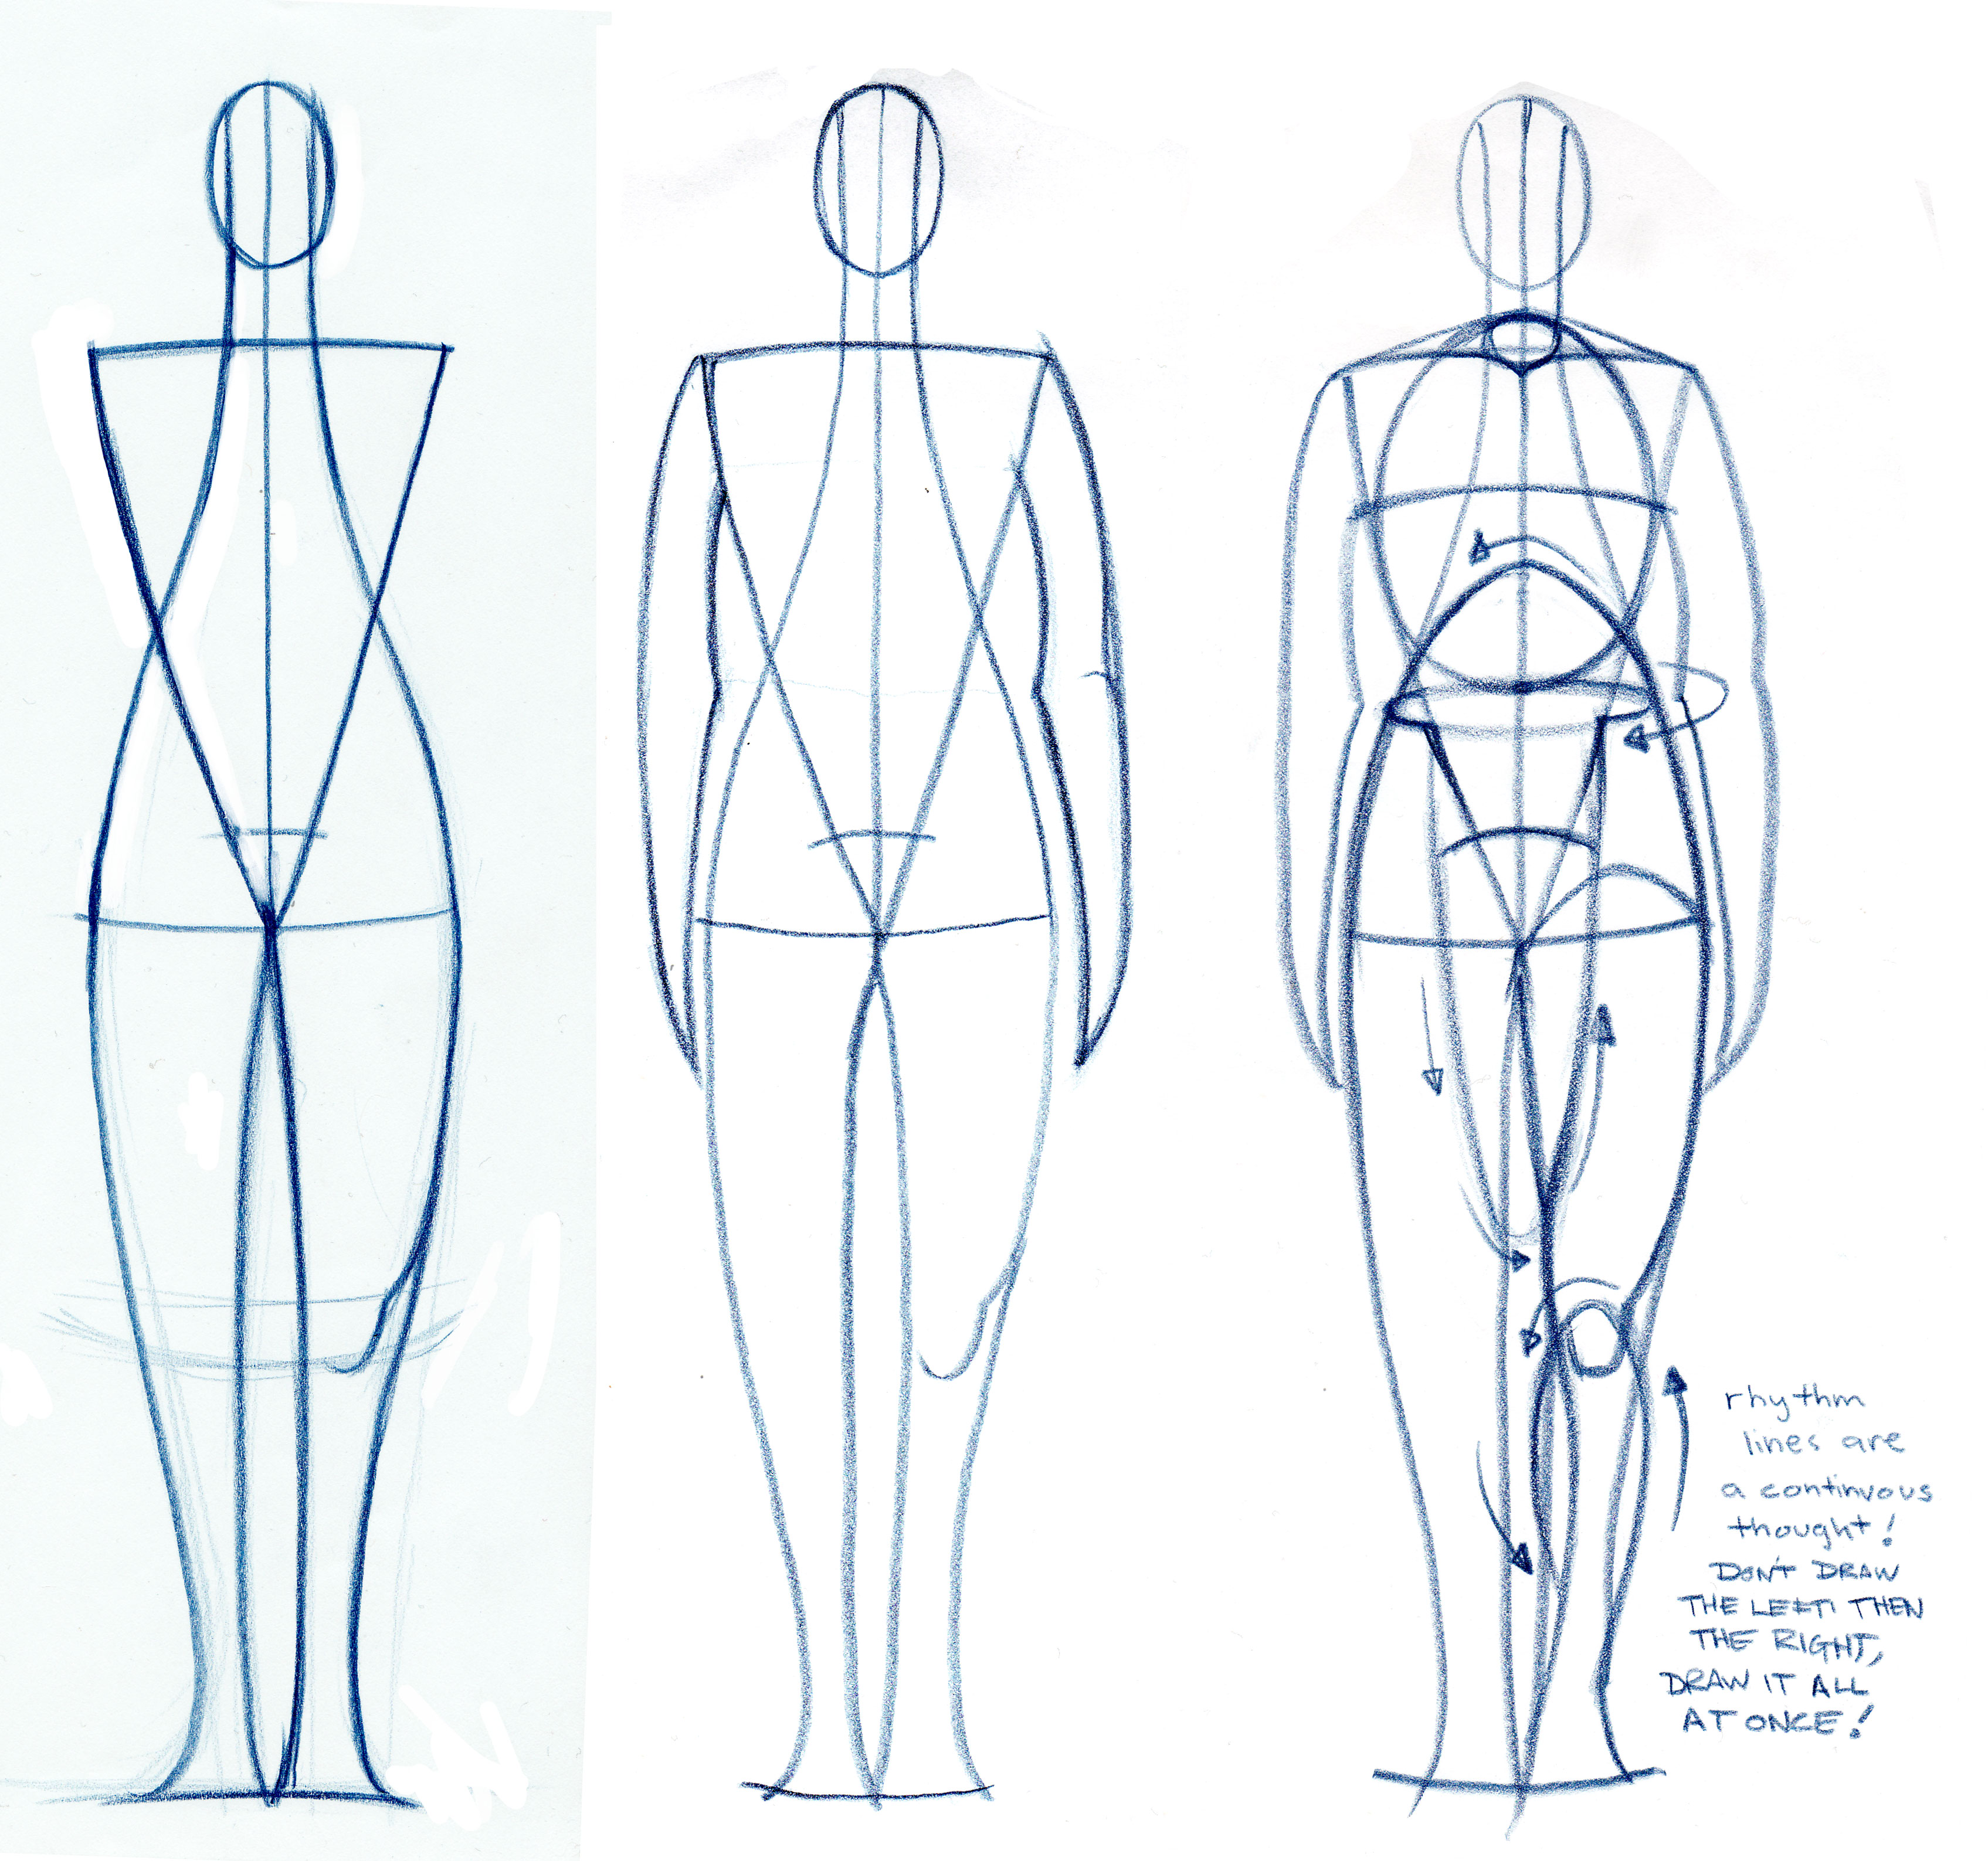 rhythm
lines are
a continuous
thought!
DON'T DRAW
THE LEFT THEN
THE RIGHT,
DRAW IT ALL
AT ONCE!